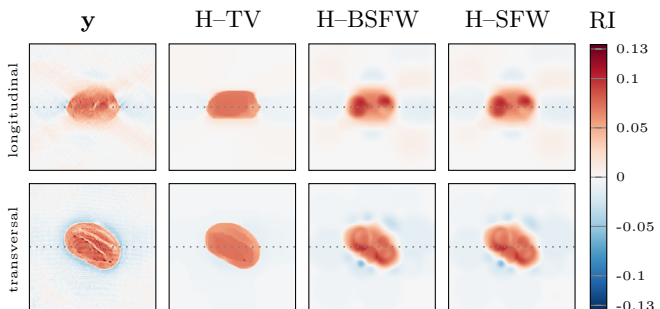 y H–TV H–BSFW H–SFW RI
longitudinal
transversal
0.13
0.1
0.05
0
-0.05
-0.1
-0.13